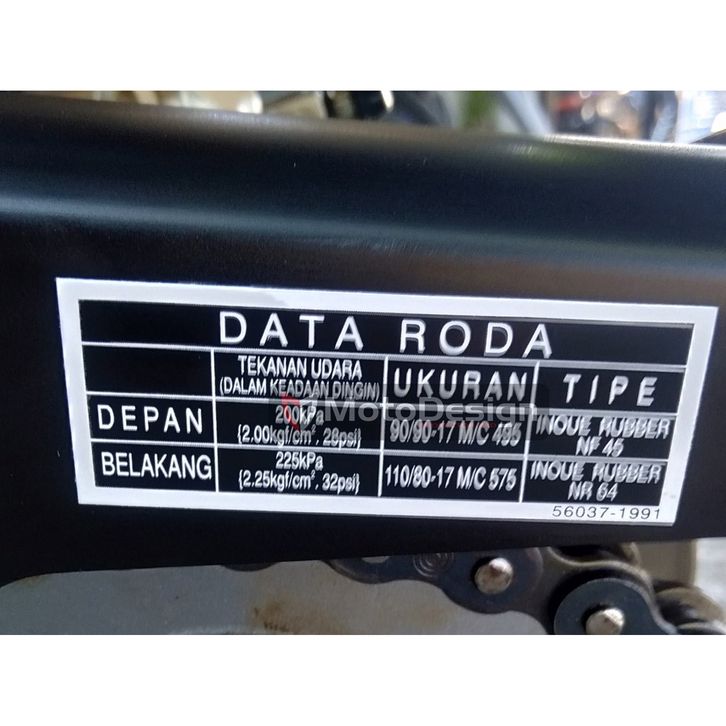 DATA RODA
TEKANAN UDARA
(DALAM KEADAAN DINGIN)
UKURAN
TIPE
DEPAN
200kPa
{2.00kgf/cm², 28psi}
90/90-17 M/C 49S
INOUE RUBBER
NF 45
BELAKANG
225kPa
{2.25kgf/cm², 32psi}
110/80-17 M/C 57S
INOUE RUBBER
NR 64
56037-1991
MotoDesign